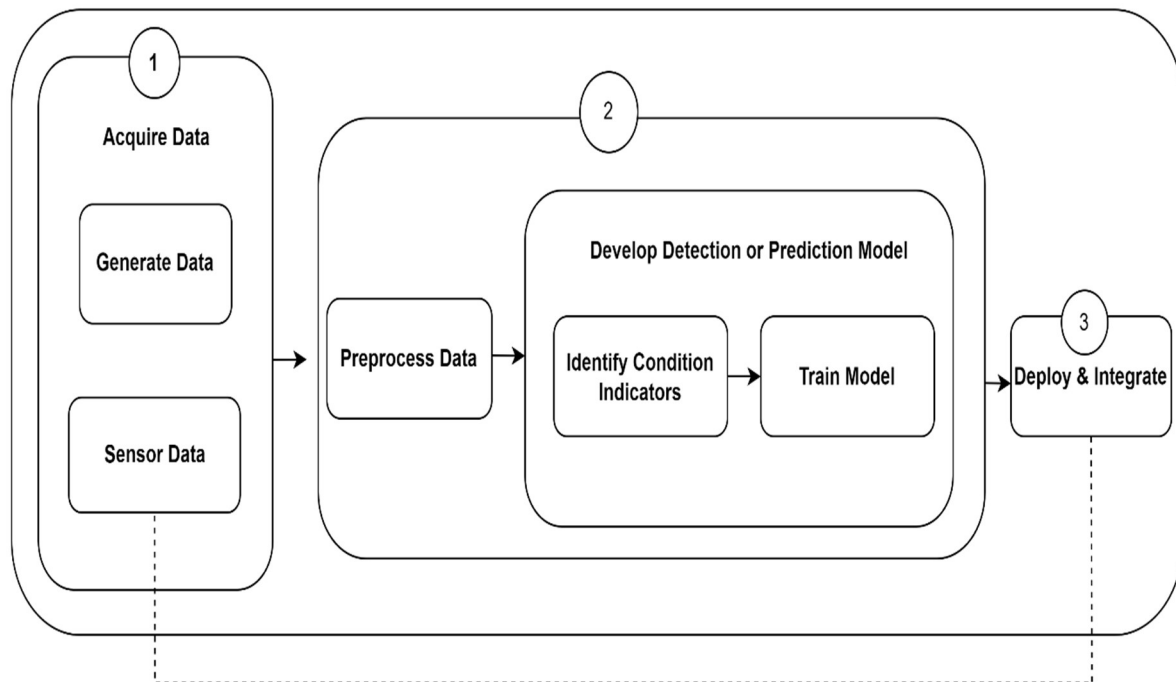 1
Acquire Data
Generate Data
Sensor Data
2
Preprocess Data
Develop Detection or Prediction Model
Identify Condition
Indicators
Train Model
3
Deploy & Integrate